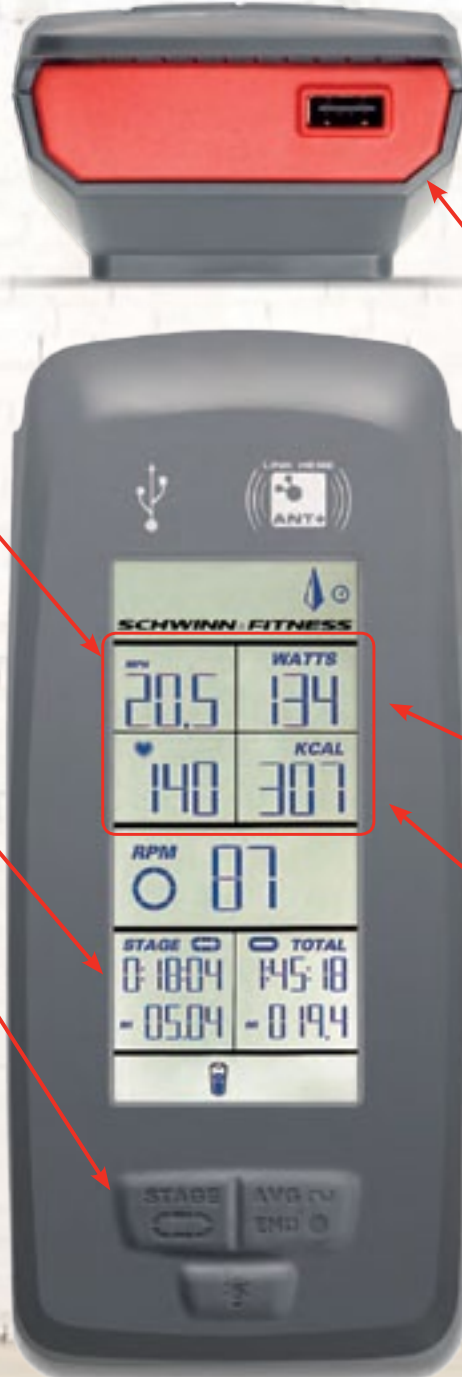 LINK HERE
ANT+
SCHWINN FITNESS
MPH WATTS
20.5 134
KCAL
140 307
RPM
87
STAGE TOTAL
0:18:04 1:45:18
05.04 019.4
STAGE AVG